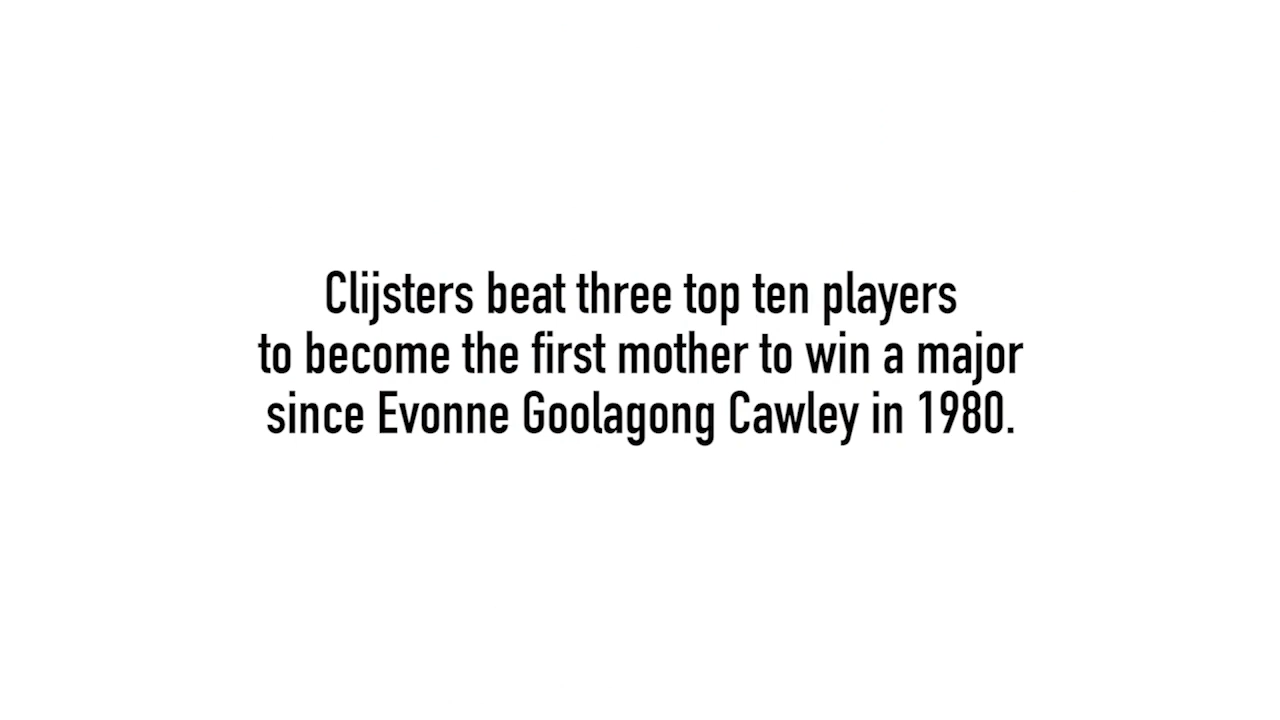 Clijsters beat three top ten players
to become the first mother to win a major
since Evonne Goolagong Cawley in 1980.